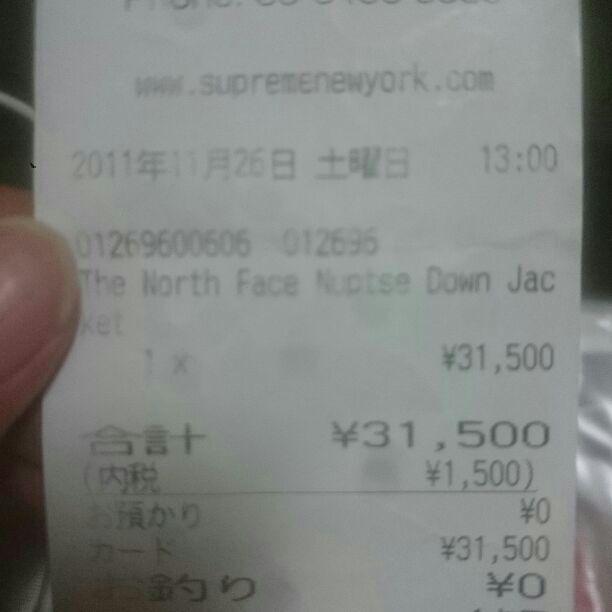 www.supremenewyork.com
2011年11月26日 土曜日 13:00
01269600606 012696
The North Face Nuptse Down Jac
ket
1 x ¥31,500
合計 ¥31,500
(内税 ¥1,500)
お預かり ¥0
カード ¥31,500
お釣り ¥0